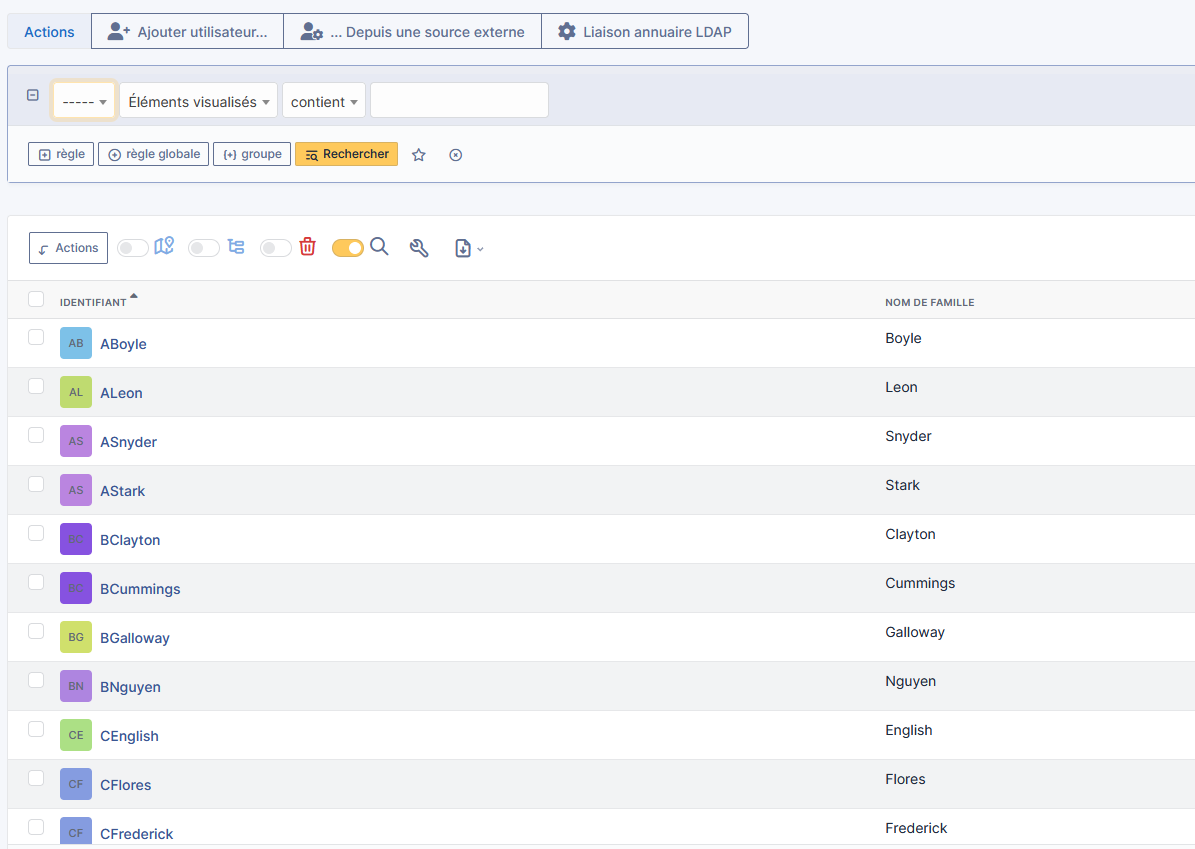 Actions Ajouter utilisateur... ... Depuis une source externe Liaison annuaire LDAP
----- Éléments visualisés contient
règle règle globale groupe Rechercher
Actions
IDENTIFIANT NOM DE FAMILLE
AB ABoyle Boyle
AL ALeon Leon
AS ASnyder Snyder
AS AStark Stark
BC BClayton Clayton
BC BCummings Cummings
BG BGalloway Galloway
BN BNguyen Nguyen
CE CEnglish English
CF CFlores Flores
CF CFrederick Frederick